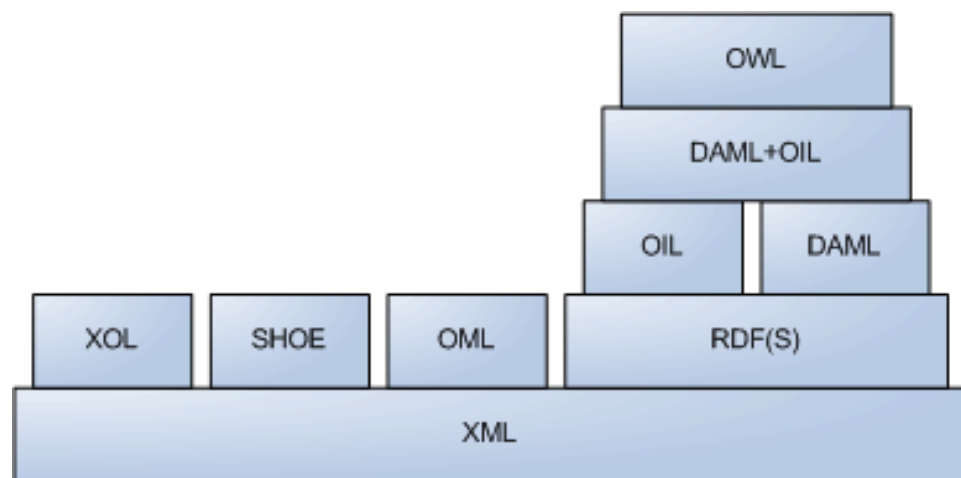 OWL
DAML+OIL
OIL DAML
XOL SHOE OML RDF(S)
XML